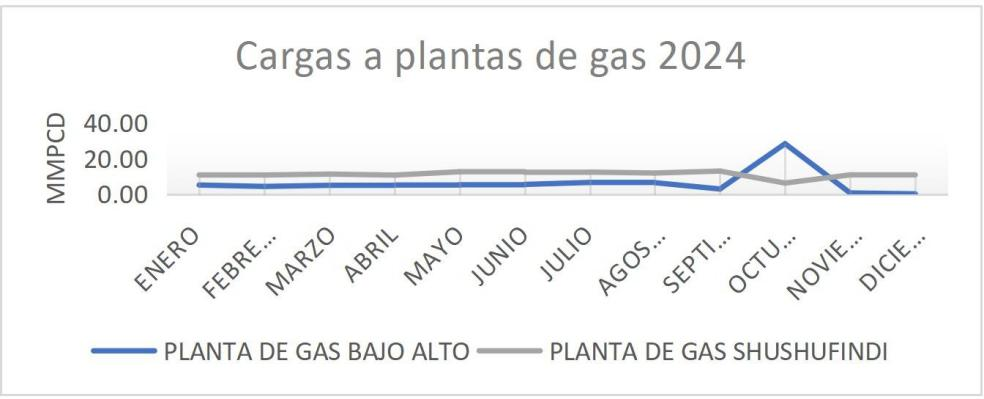 Cargas a plantas de gas 2024
MMPCD
40.00
20.00
0.00
ENERO
FEBRE...
MARZO
ABRIL
MAYO
JUNIO
JULIO
AGOS...
SEPTI...
OCTU...
NOVIE...
DICIE...
PLANTA DE GAS BAJO ALTO
PLANTA DE GAS SHUSHUFINDI